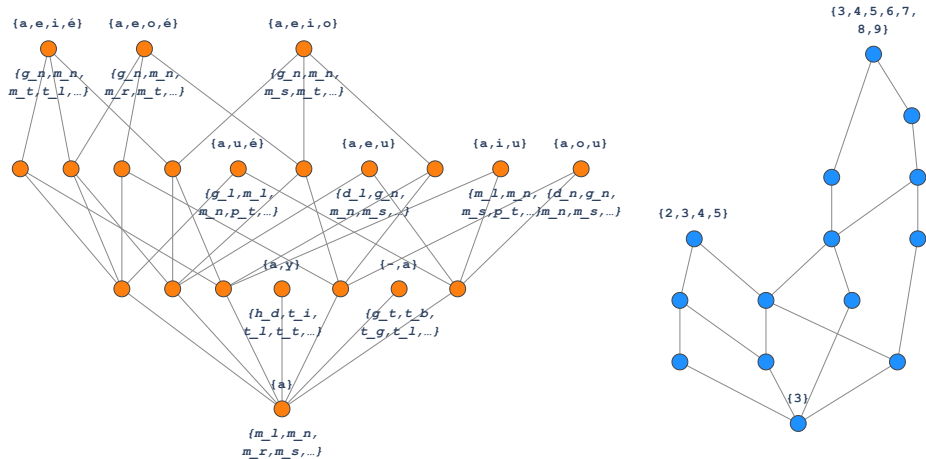 {3,4,5,6,7,
8,9}
{a,e,i,é}
{a,e,o,é}
{a,e,i,o}
{g_n,m_n,
m_t,t_l,…}
{g_n,m_n,
m_r,m_t,…}
{g_n,m_n,
m_s,m_t,…}
{a,u,é}
{a,e,u}
{a,i,u}
{a,o,u}
{g_l,m_l,
m_n,p_t,…}
{d_l,g_n,
m_n,m_s,…}
{m_l,m_n,
m_s,p_t,…}
{d_n,g_n,
m_n,m_s,…}
{2,3,4,5}
{a,y}
{-,a}
{h_d,t_i,
t_l,t_t,…}
{g_t,t_b,
t_g,t_l,…}
{a}
{3}
{m_l,m_n,
m_r,m_s,…}